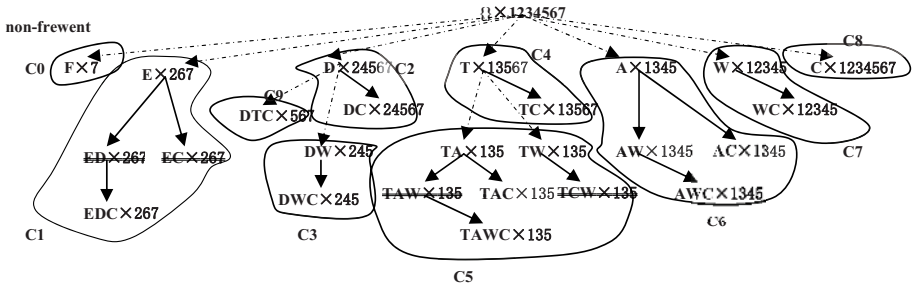 {}×1234567
non-frewent
C8
C4
C0
F×7
E×267
D×24567
C2
T×13567
A×1345
W×12345
C×1234567
C9
DTC×567
DC×24567
TC×13567
WC×12345
ED×267
EC×267
DW×245
TA×135
TW×135
AW×1345
AC×1345
C7
DWC×245
TAW×135
TAC×135
TCW×135
AWC×1345
EDC×267
C1
C3
TAWC×135
C6
C5